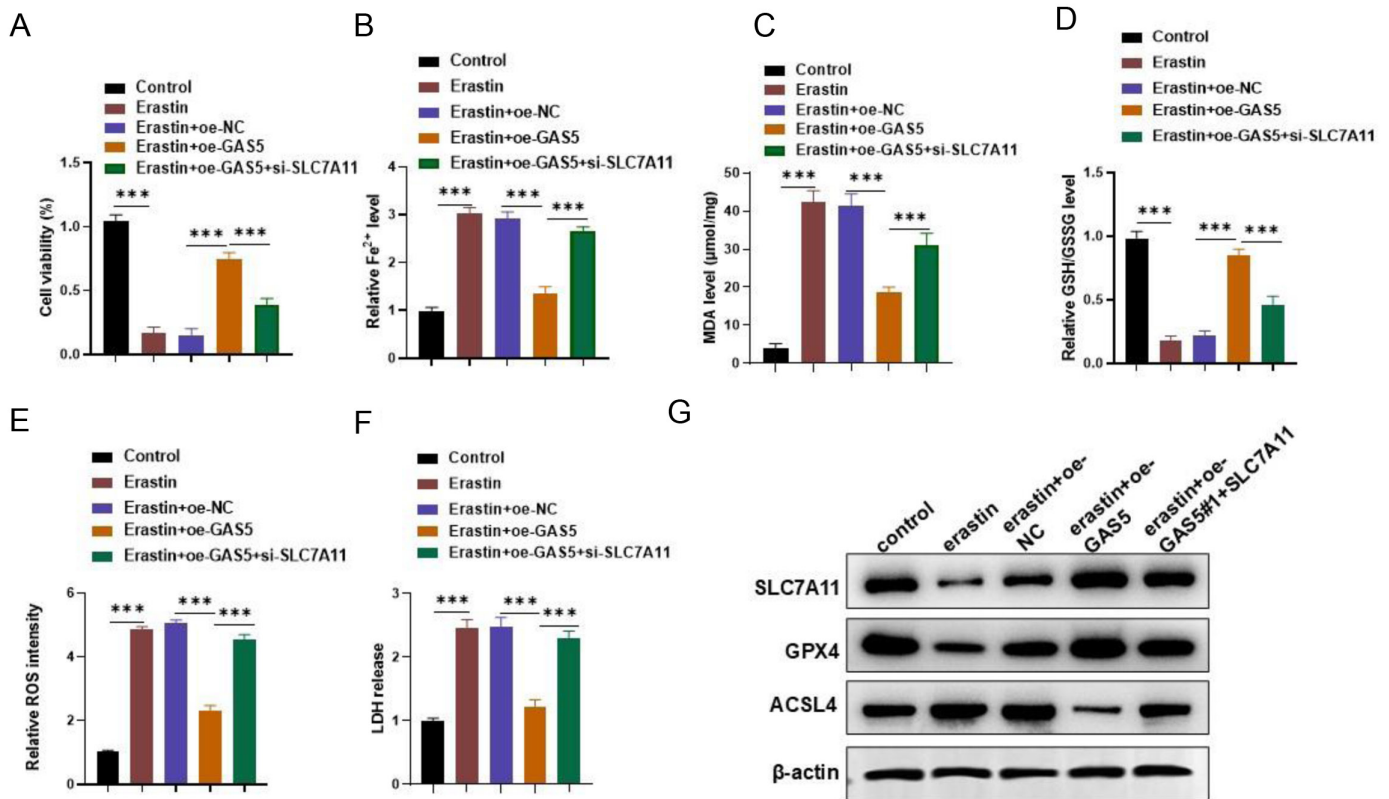 A
Control
Erastin
Erastin+oe-NC
Erastin+oe-GAS5
Erastin+oe-GAS5+si-SLC7A11
Cell viability (%)
1.5
1.0
0.5
0.0
***
***
***
B
Control
Erastin
Erastin+oe-NC
Erastin+oe-GAS5
Erastin+oe-GAS5+si-SLC7A11
Relative Fe²⁺ level
4
3
2
1
0
***
***
***
C
Control
Erastin
Erastin+oe-NC
Erastin+oe-GAS5
Erastin+oe-GAS5+si-SLC7A11
MDA level (μmol/mg)
50
40
30
20
10
0
***
***
***
D
Control
Erastin
Erastin+oe-NC
Erastin+oe-GAS5
Erastin+oe-GAS5+si-SLC7A11
Relative GSH/GSSG level
1.5
1.0
0.5
0.0
***
***
***
E
Control
Erastin
Erastin+oe-NC
Erastin+oe-GAS5
Erastin+oe-GAS5+si-SLC7A11
Relative ROS intensity
6
4
2
0
***
***
***
F
Control
Erastin
Erastin+oe-NC
Erastin+oe-GAS5
Erastin+oe-GAS5+si-SLC7A11
LDH release
3
2
1
0
***
***
***
G
control
erastin
erastin+oe-
NC
erastin+oe-
GAS5
erastin+oe-
GAS5#1+SLC7A11
SLC7A11
GPX4
ACSL4
β-actin